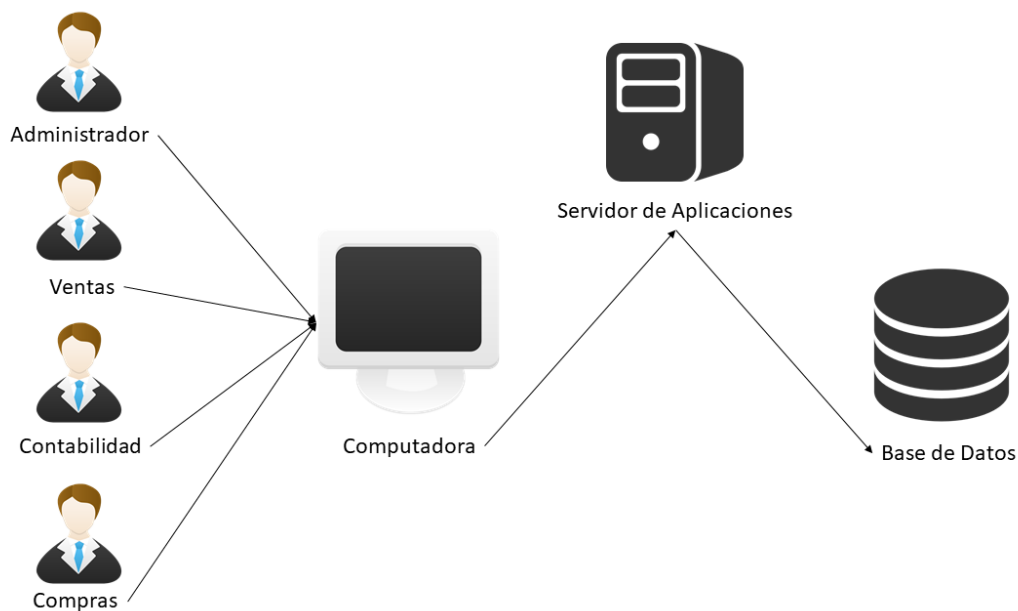 Administrador
Ventas
Contabilidad
Compras
Computadora
Servidor de Aplicaciones
Base de Datos